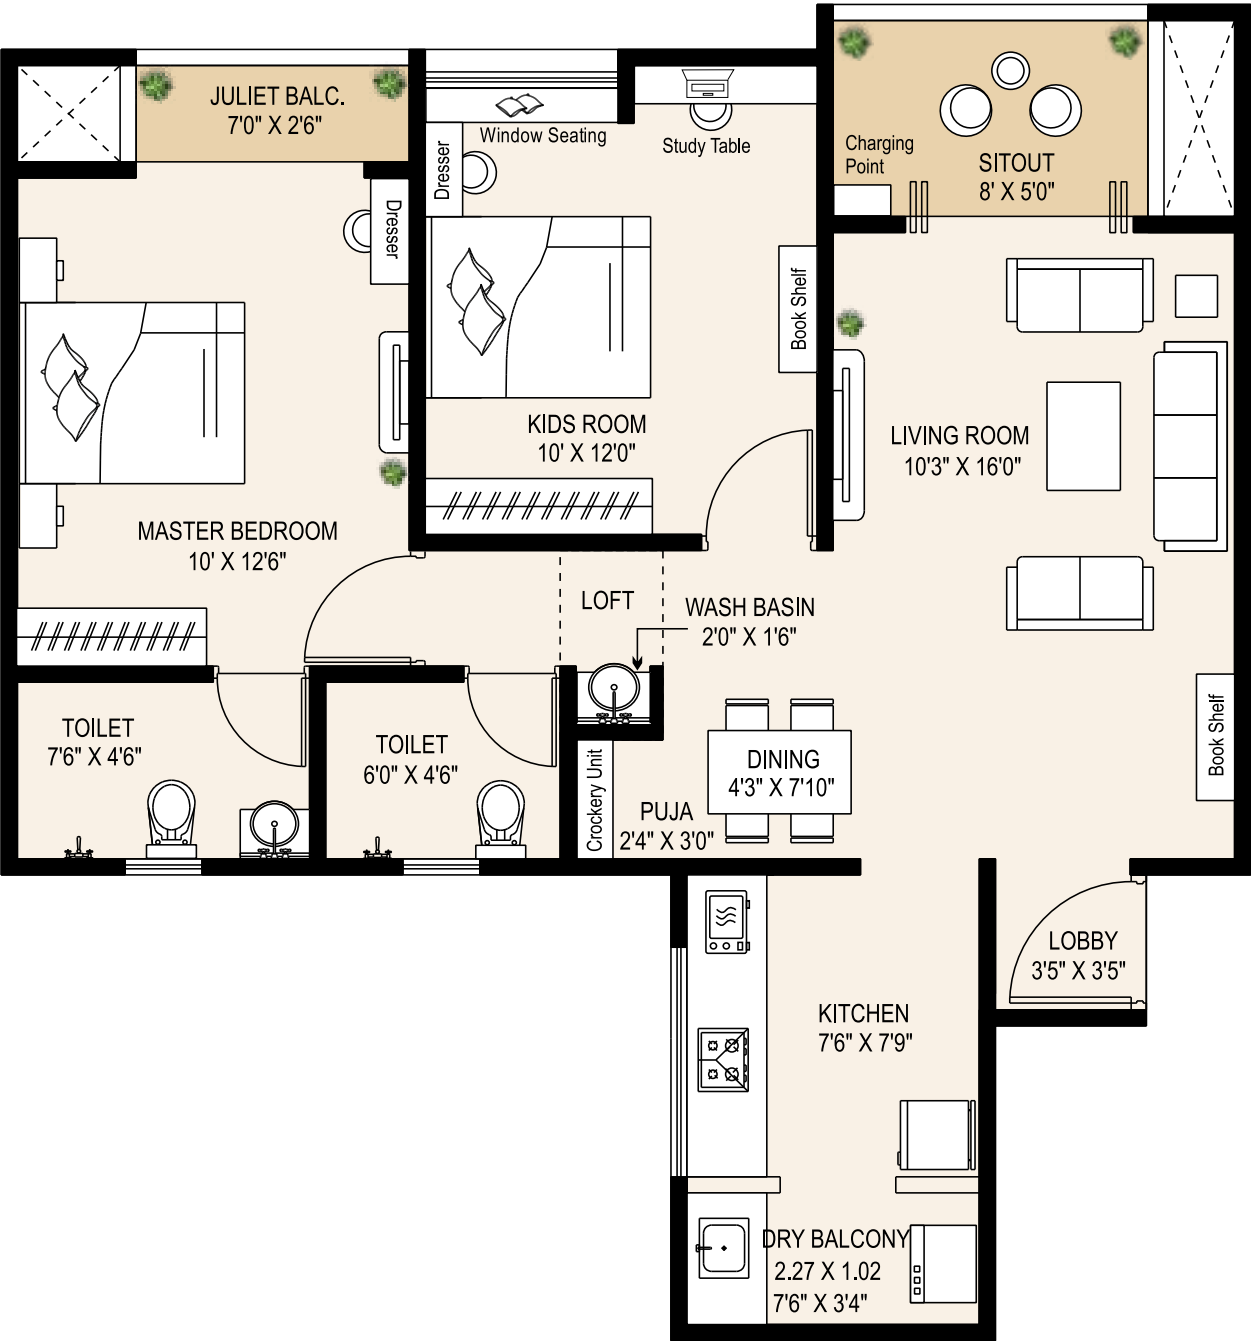 JULIET BALC.
7'0" X 2'6"
Window Seating
Study Table
Dresser
Charging
Point
SITOUT
8' X 5'0"
Dresser
Book Shelf
KIDS ROOM
10' X 12'0"
LIVING ROOM
10'3" X 16'0"
MASTER BEDROOM
10' X 12'6"
LOFT
WASH BASIN
2'0" X 1'6"
TOILET
7'6" X 4'6"
TOILET
6'0" X 4'6"
Crockery Unit
PUJA
2'4" X 3'0"
DINING
4'3" X 7'10"
Book Shelf
LOBBY
3'5" X 3'5"
KITCHEN
7'6" X 7'9"
DRY BALCONY
2.27 X 1.02
7'6" X 3'4"